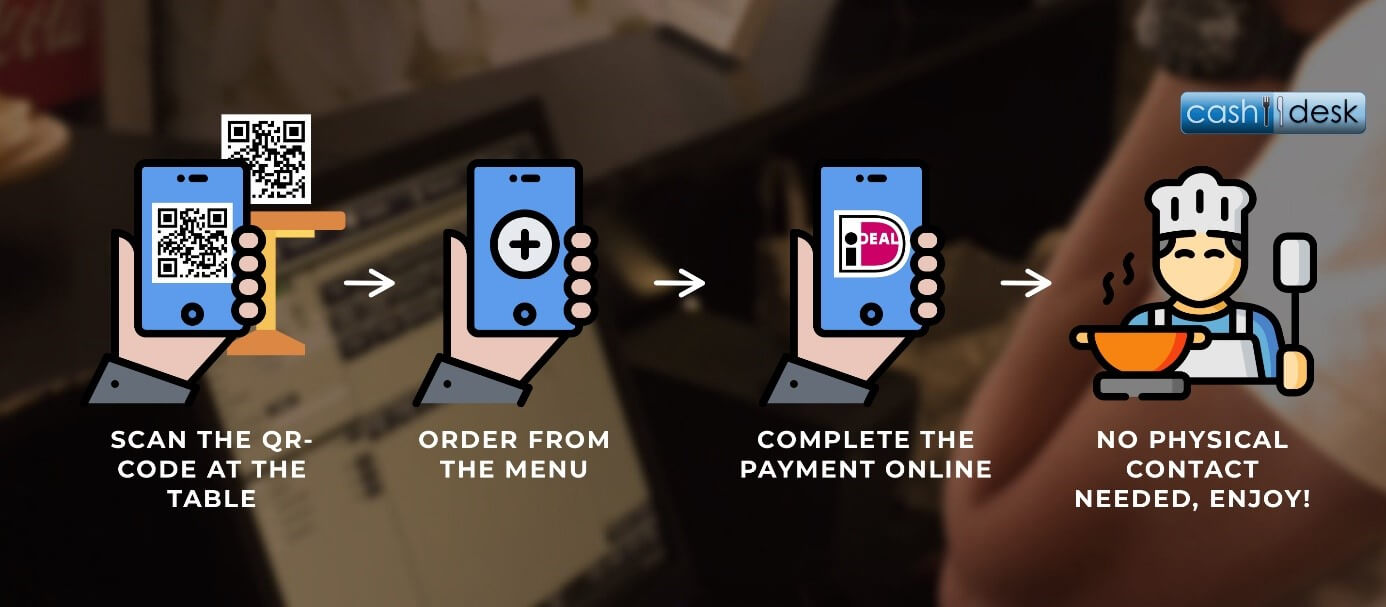 cash desk
iDEAL
SCAN THE QR-
CODE AT THE
TABLE
ORDER FROM
THE MENU
COMPLETE THE
PAYMENT ONLINE
NO PHYSICAL
CONTACT
NEEDED, ENJOY!